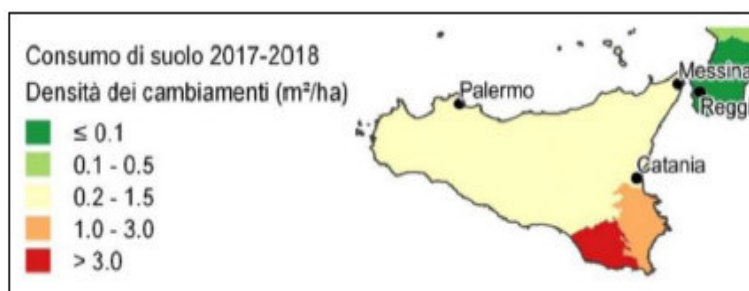 Consumo di suolo 2017-2018
Densità dei cambiamenti (m²/ha)
≤ 0.1
0.1 - 0.5
0.2 - 1.5
1.0 - 3.0
> 3.0
Palermo
Messina
Reggi
Catania